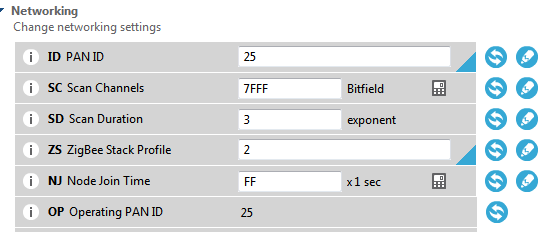 Networking
Change networking settings
ID PAN ID 25
SC Scan Channels 7FFF Bitfield
SD Scan Duration 3 exponent
ZS ZigBee Stack Profile 2
NJ Node Join Time FF x 1 sec
OP Operating PAN ID 25